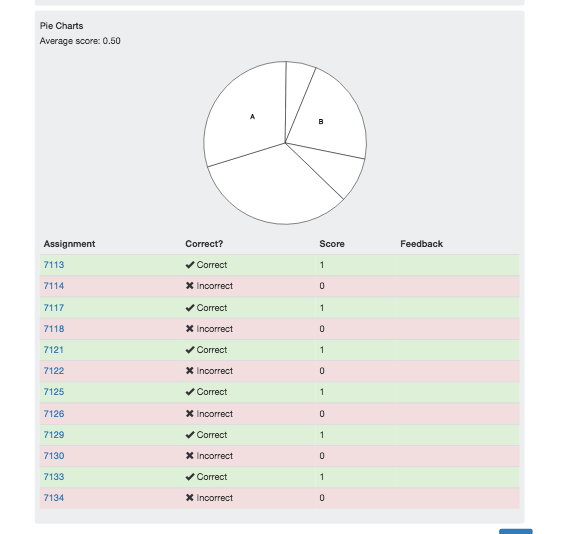 Pie Charts
Average score: 0.50
A
B
Assignment Correct? Score Feedback
7113 Correct 1
7114 Incorrect 0
7117 Correct 1
7118 Incorrect 0
7121 Correct 1
7122 Incorrect 0
7125 Correct 1
7126 Incorrect 0
7129 Correct 1
7130 Incorrect 0
7133 Correct 1
7134 Incorrect 0